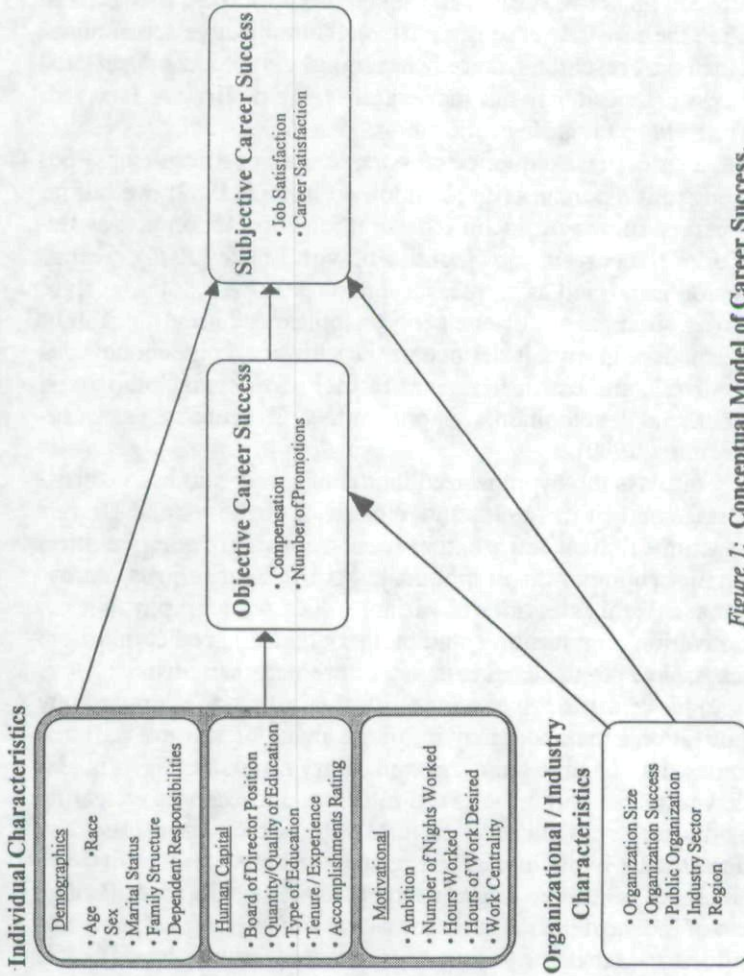 Individual Characteristics
Demographics
• Age • Race
• Sex
• Marital Status
• Family Structure
• Dependent Responsibilities
Human Capital
• Board of Director Position
• Quantity/Quality of Education
• Type of Education
• Tenure / Experience
• Accomplishments Rating
Motivational
• Ambition
• Number of Nights Worked
• Hours Worked
• Hours of Work Desired
• Work Centrality
Organizational / Industry
Characteristics
• Organization Size
• Organization Success
• Public Organization
• Industry Sector
• Region
Objective Career Success
• Compensation
• Number of Promotions
Subjective Career Success
• Job Satisfaction
• Career Satisfaction
Figure 1: Conceptual Model of Career Success.